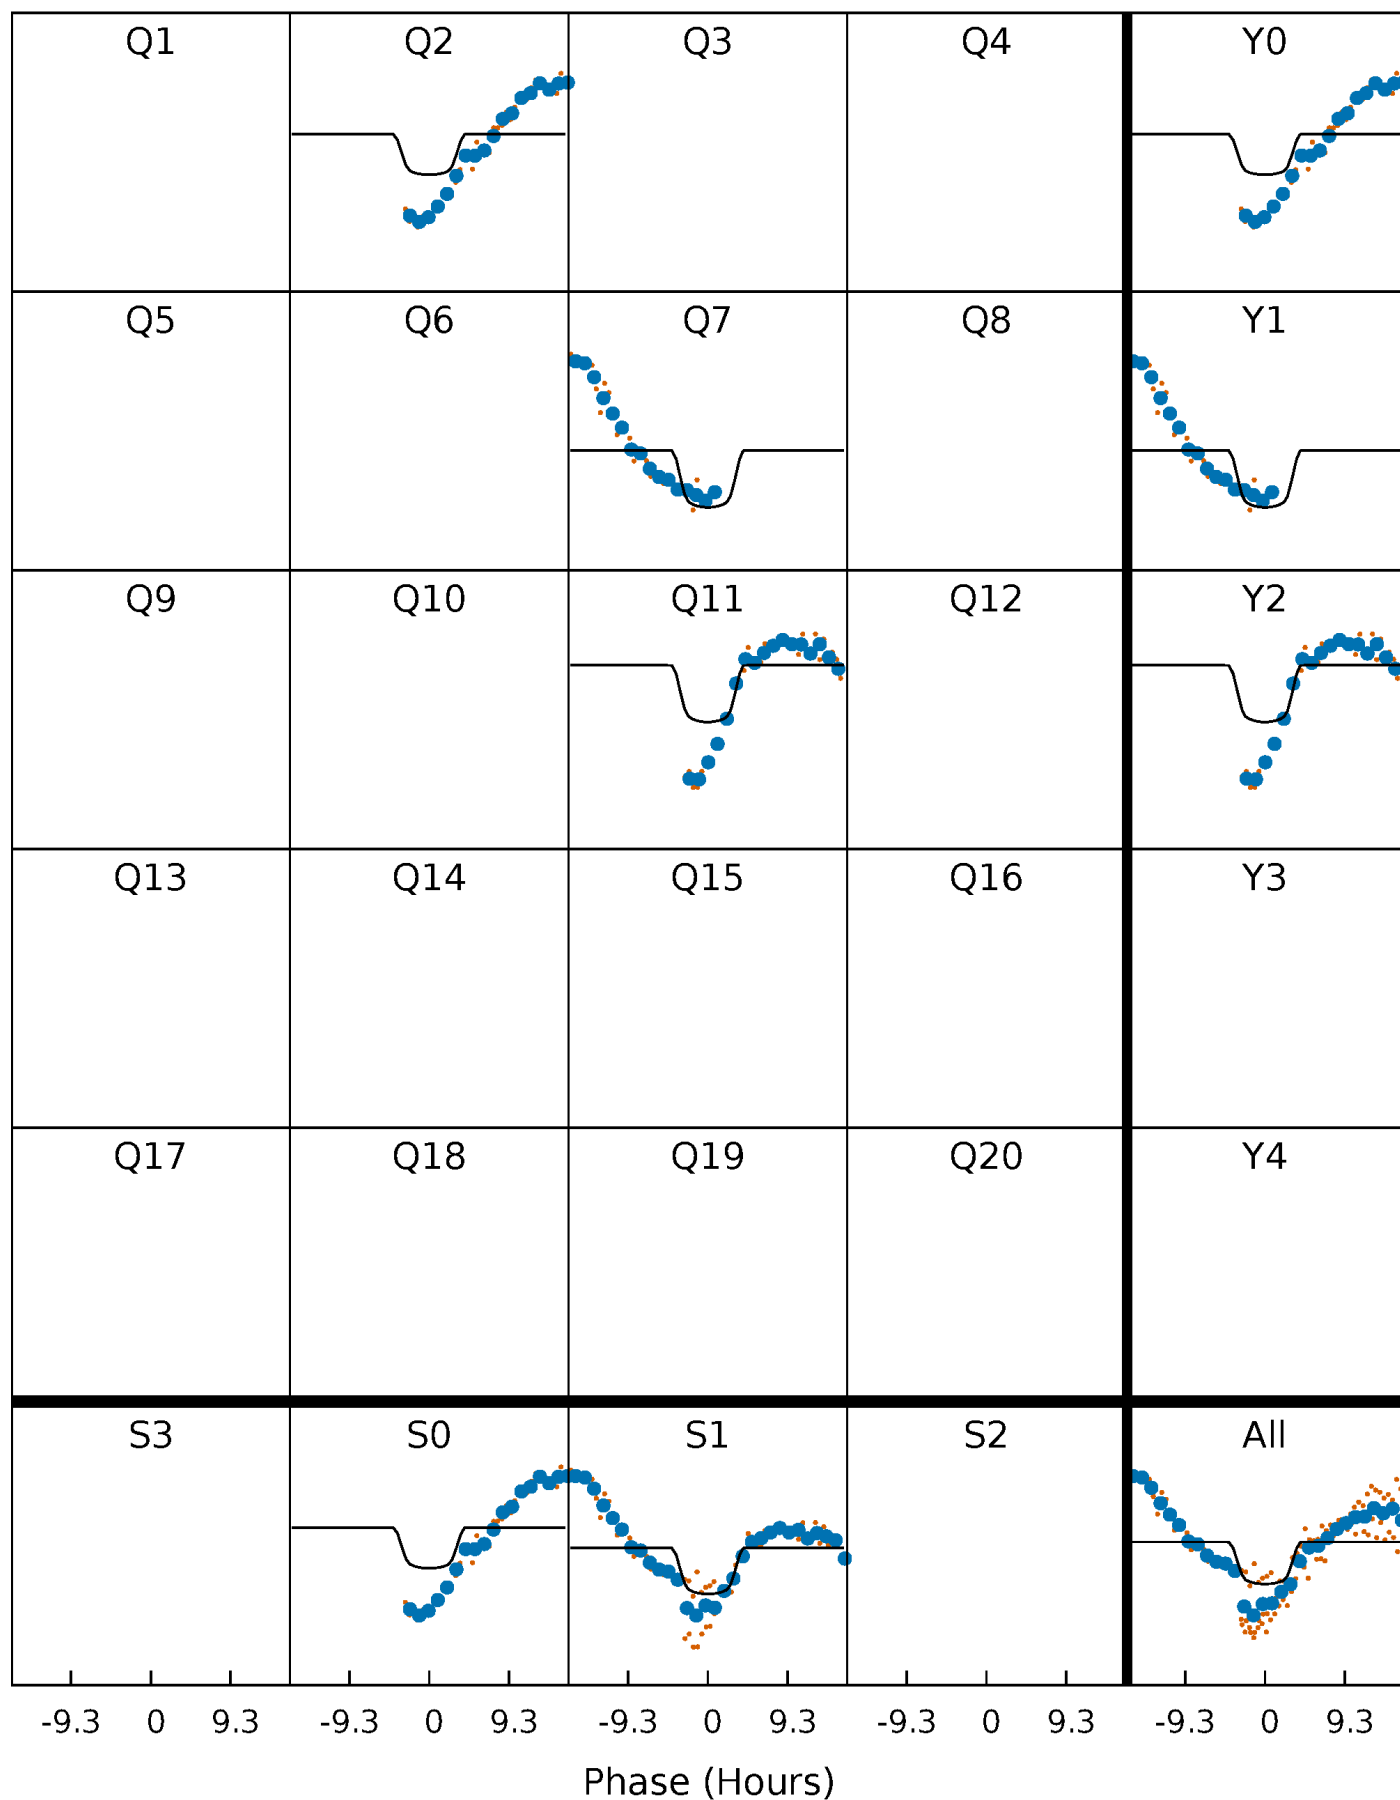 Q1 Q2 Q3 Q4 Y0
Q5 Q6 Q7 Q8 Y1
Q9 Q10 Q11 Q12 Y2
Q13 Q14 Q15 Q16 Y3
Q17 Q18 Q19 Q20 Y4
S3 S0 S1 S2 All
-9.3 0 9.3 -9.3 0 9.3 -9.3 0 9.3 -9.3 0 9.3 -9.3 0 9.3
Phase (Hours)